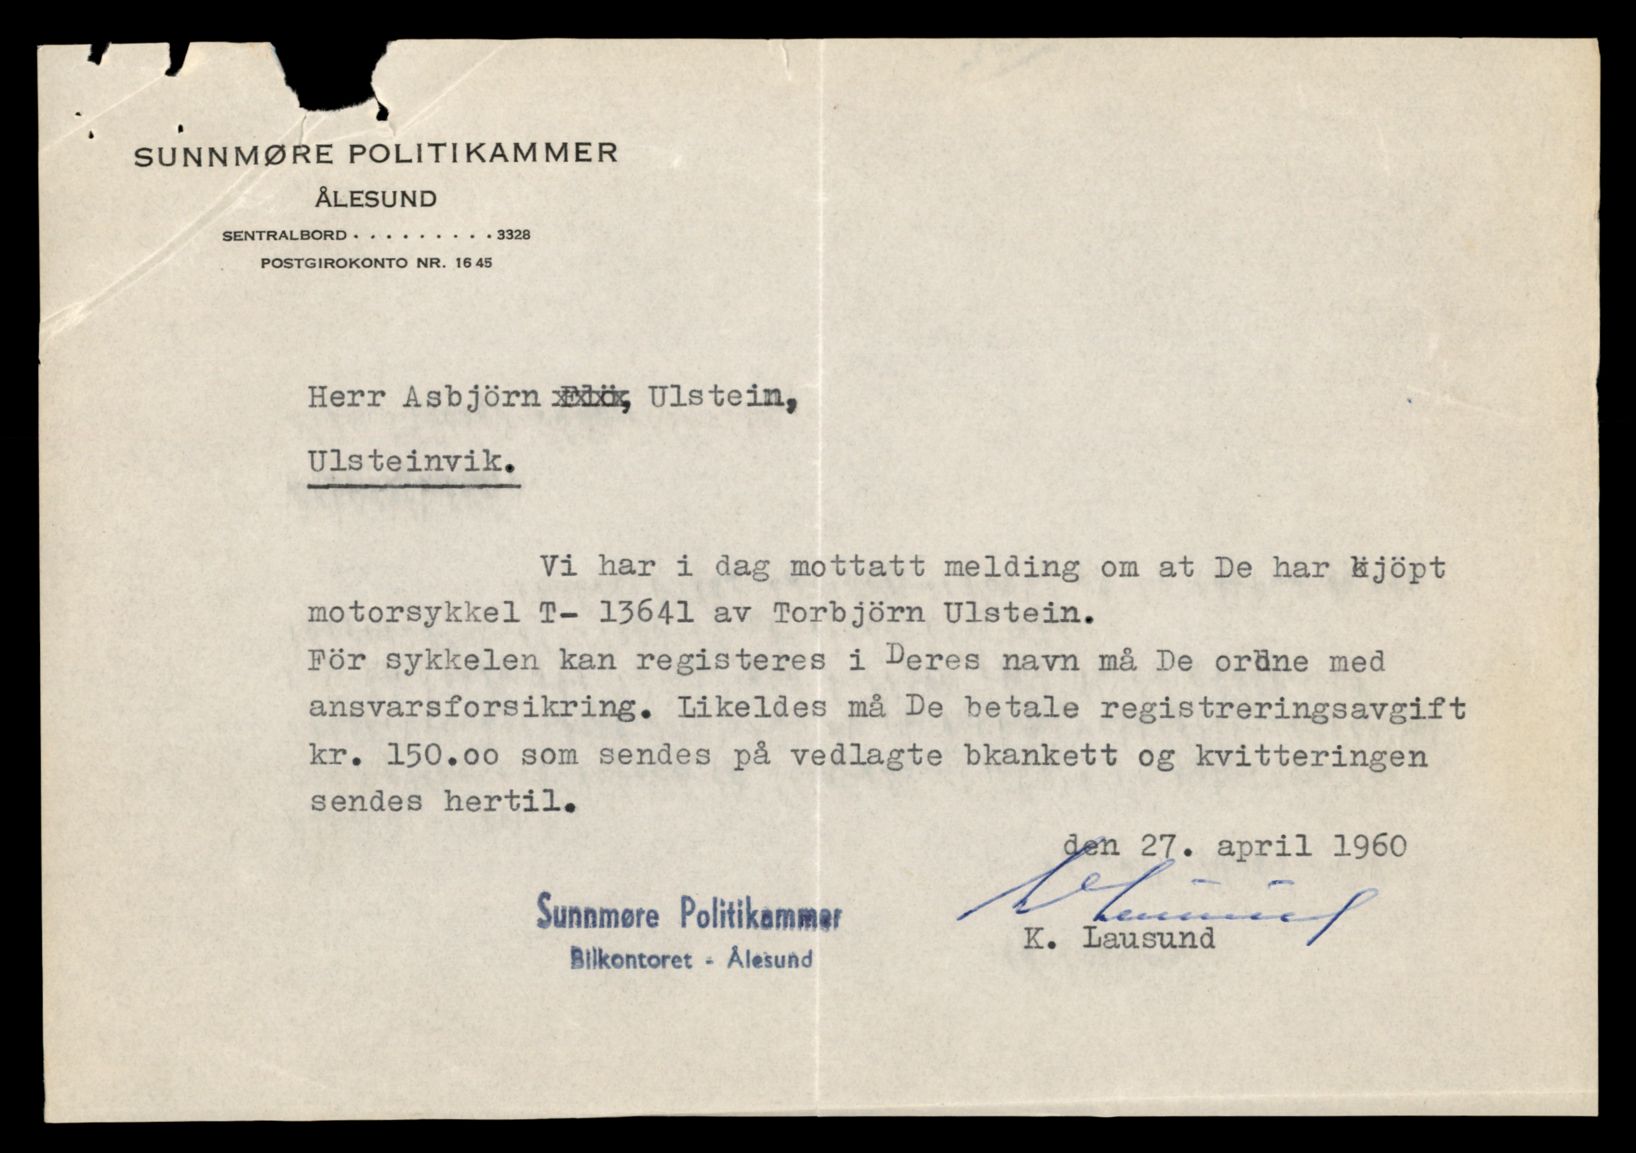 SUNNMØRE POLITIKAMMER
ÅLESUND
SENTRALBORD . . . . . . . . . 3328
POSTGIROKONTO NR. 1645
Herr Asbjörn Flö, Ulstein,
Ulsteinvik.
Vi har i dag mottatt melding om at De har kjöpt
motorsykkel T- 13641 av Torbjörn Ulstein.
För sykkelen kan registeres i Deres navn må De ordne med
ansvarsforsikring. Likeldes må De betale registreringsavgift
kr. 150.oo som sendes på vedlagte bkankett og kvitteringen
sendes hertil.
den 27. april 1960
Sunnmøre Politikammer
K. Lausund
Bilkontoret - Ålesund